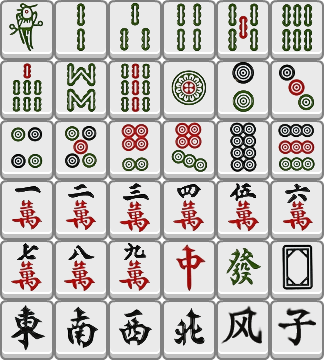 一萬 二萬 三萬 四萬 伍萬 六萬
七萬 八萬 九萬 中 發
東 南 西 北 风 子